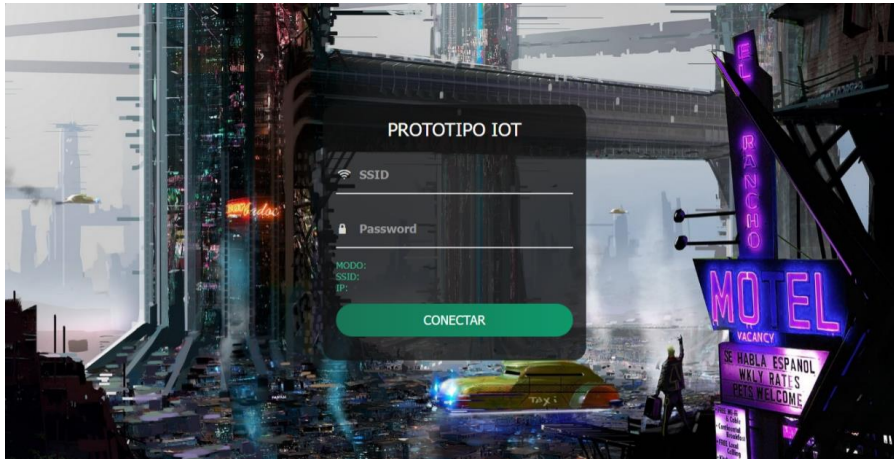 PROTOTIPO IOT
SSID
Password
MODO:
SSID:
IP:
CONECTAR
Taxi
EL RANCHO
MOTEL
VACANCY
SE HABLA ESPANOL
WKLY RATES
PETS WELCOME